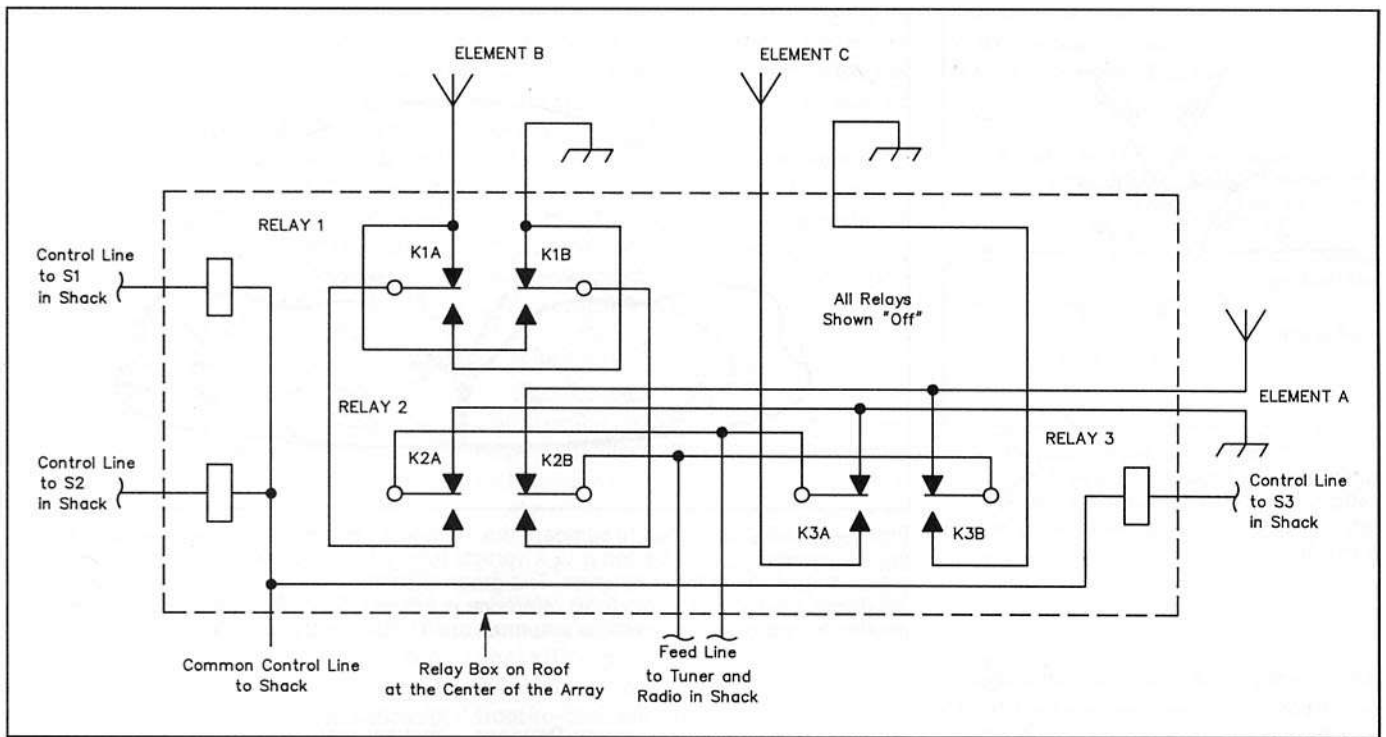 ELEMENT B
ELEMENT C
RELAY 1
Control Line
to S1
in Shack
K1A
K1B
All Relays
Shown "Off"
RELAY 2
ELEMENT A
RELAY 3
Control Line
to S2
in Shack
K2A
K2B
K3A
K3B
Control Line
to S3
in Shack
Common Control Line
to Shack
Relay Box on Roof
at the Center of the Array
Feed Line
to Tuner and
Radio in Shack